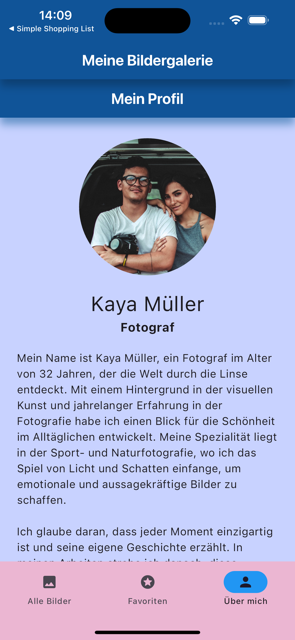 14:09
◀ Simple Shopping List
Meine Bildergalerie
Mein Profil
Kaya Müller
Fotograf
Mein Name ist Kaya Müller, ein Fotograf im Alter
von 32 Jahren, der die Welt durch die Linse
entdeckt. Mit einem Hintergrund in der visuellen
Kunst und jahrelanger Erfahrung in der
Fotografie habe ich einen Blick für die Schönheit
im Alltäglichen entwickelt. Meine Spezialität liegt
in der Sport- und Naturfotografie, wo ich das
Spiel von Licht und Schatten einfange, um
emotionale und aussagekräftige Bilder zu
schaffen.
Ich glaube daran, dass jeder Moment einzigartig
ist und seine eigene Geschichte erzählt. In
Alle Bilder
Favoriten
Über mich